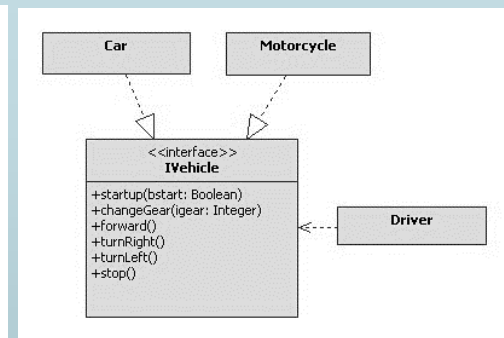 Car
Motorcycle
<<interface>>
IVehicle
+startup(bstart: Boolean)
+changeGear(igear: Integer)
+forward()
+turnRight()
+turnLeft()
+stop()
Driver